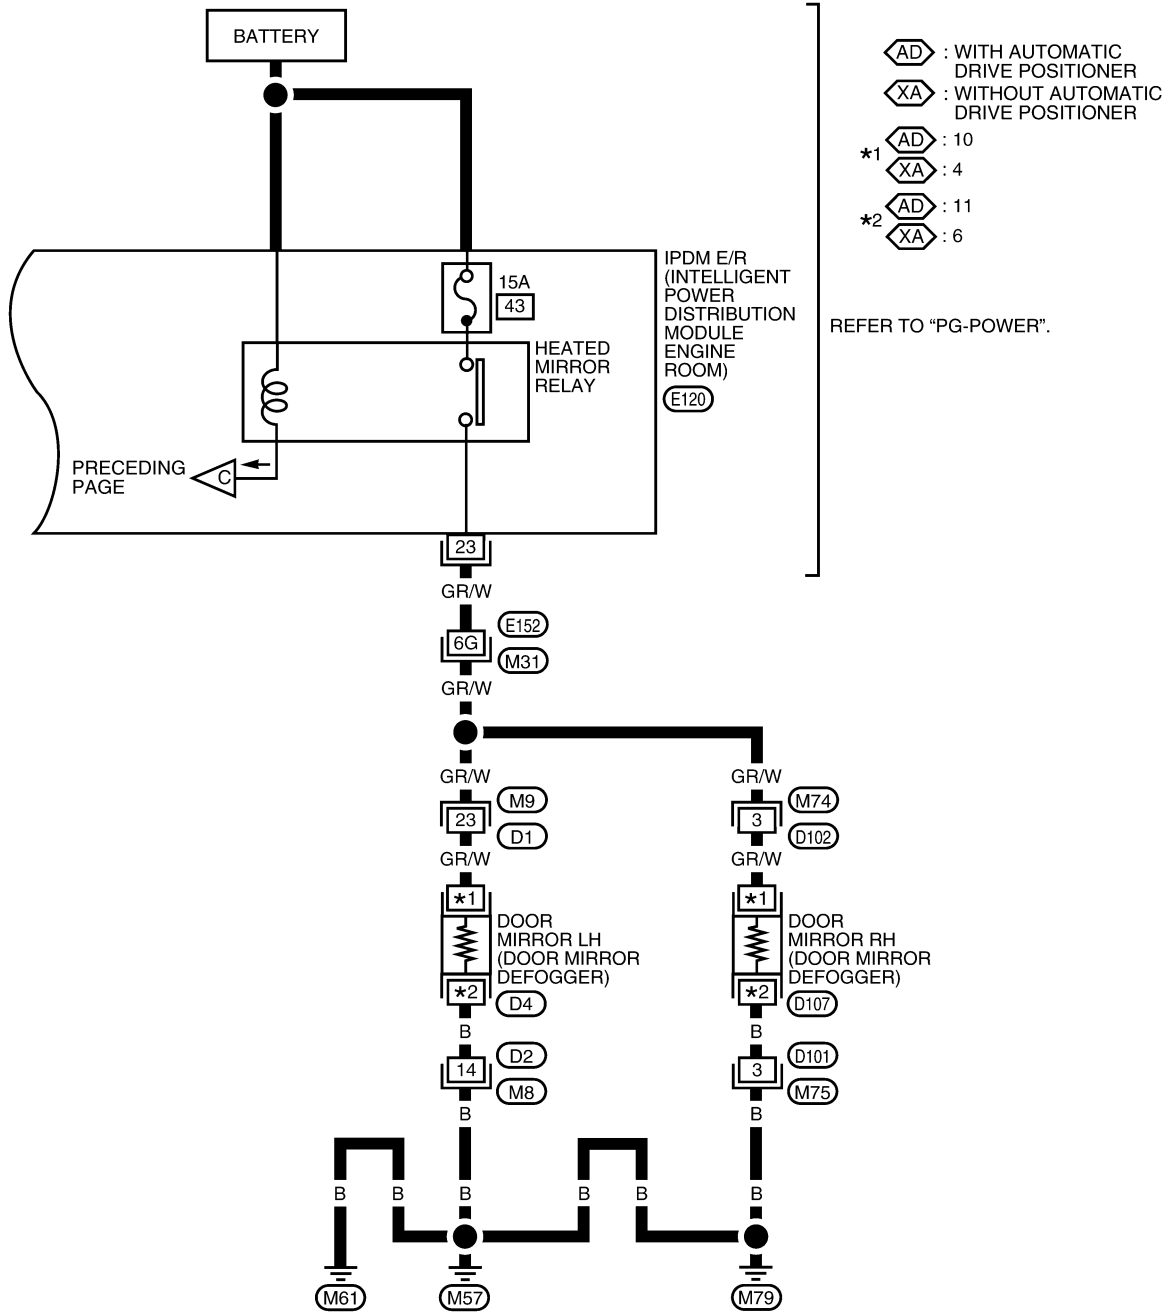 BATTERY
AD : WITH AUTOMATIC
DRIVE POSITIONER
XA : WITHOUT AUTOMATIC
DRIVE POSITIONER
*1 AD : 10
XA : 4
*2 AD : 11
XA : 6
REFER TO “PG-POWER”.
IPDM E/R
(INTELLIGENT
POWER
DISTRIBUTION
MODULE
ENGINE
ROOM)
E120
15A
43
HEATED
MIRROR
RELAY
PRECEDING
PAGE
C
23
GR/W
E152
6G
M31
GR/W
GR/W
GR/W
M9
23
D1
M74
3
D102
GR/W
GR/W
*1
*1
DOOR
MIRROR LH
(DOOR MIRROR
DEFOGGER)
*2
D4
DOOR
MIRROR RH
(DOOR MIRROR
DEFOGGER)
*2
D107
B
B
D2
14
M8
D101
3
M75
B
B
B
B
B
B
B
B
M61
M57
M79